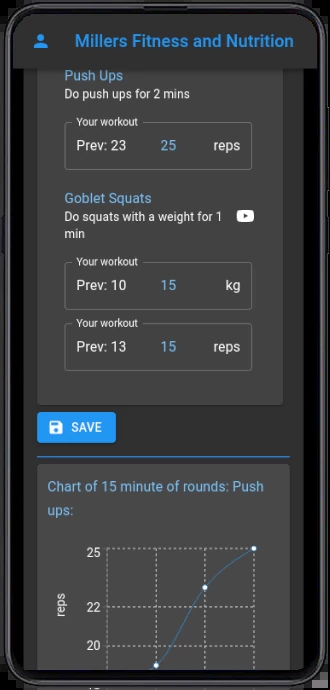 Millers Fitness and Nutrition
Push Ups
Do push ups for 2 mins
Your workout
Prev: 23 25 reps
Goblet Squats
Do squats with a weight for 1
min
Your workout
Prev: 10 15 kg
Your workout
Prev: 13 15 reps
SAVE
Chart of 15 minute of rounds: Push
ups:
25
reps
22
20